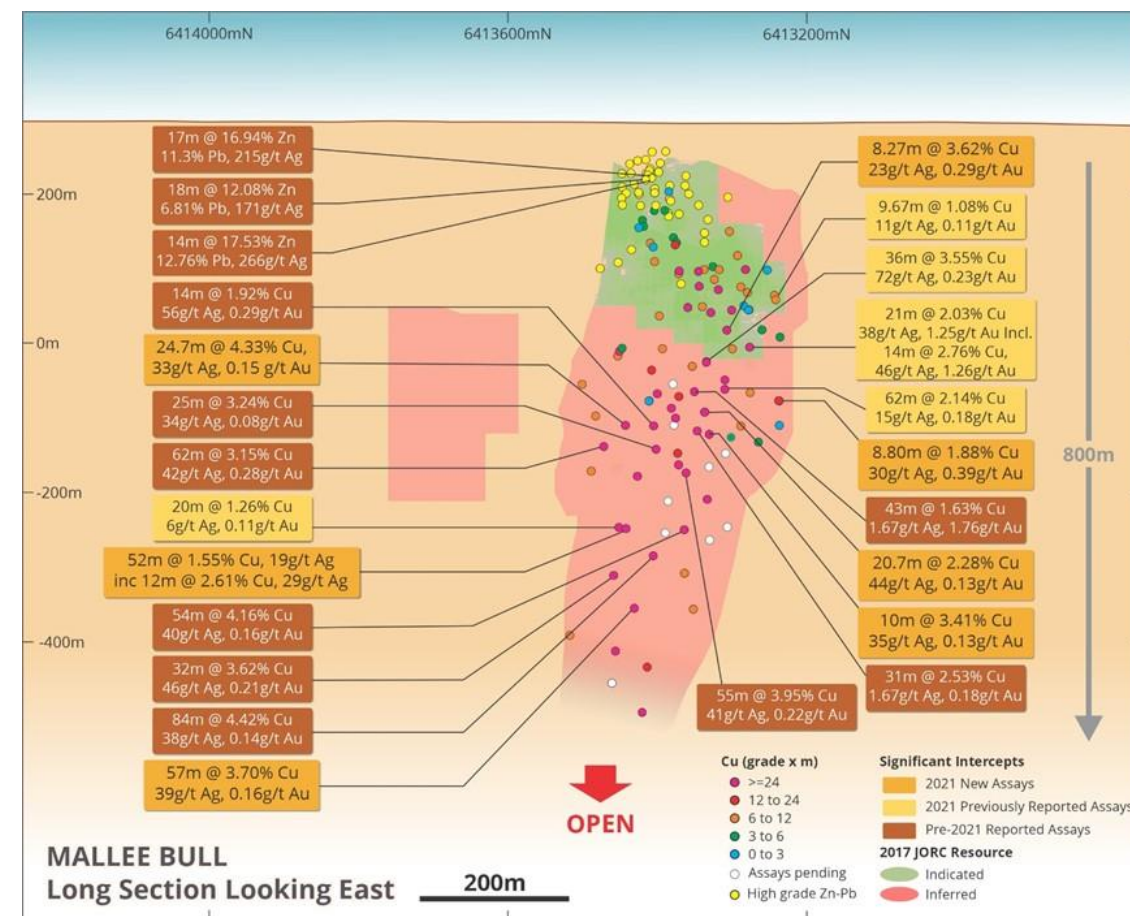 6414000mN
6413600mN
6413200mN
200m
0m
-200m
-400m
17m @ 16.94% Zn
11.3% Pb, 215g/t Ag
18m @ 12.08% Zn
6.81% Pb, 171g/t Ag
14m @ 17.53% Zn
12.76% Pb, 266g/t Ag
14m @ 1.92% Cu
56g/t Ag, 0.29g/t Au
24.7m @ 4.33% Cu,
33g/t Ag, 0.15 g/t Au
25m @ 3.24% Cu
34g/t Ag, 0.08g/t Au
62m @ 3.15% Cu
42g/t Ag, 0.28g/t Au
20m @ 1.26% Cu
6g/t Ag, 0.11g/t Au
52m @ 1.55% Cu, 19g/t Ag
inc 12m @ 2.61% Cu, 29g/t Ag
54m @ 4.16% Cu
40g/t Ag, 0.16g/t Au
32m @ 3.62% Cu
46g/t Ag, 0.21g/t Au
84m @ 4.42% Cu
38g/t Ag, 0.14g/t Au
57m @ 3.70% Cu
39g/t Ag, 0.16g/t Au
8.27m @ 3.62% Cu
23g/t Ag, 0.29g/t Au
9.67m @ 1.08% Cu
11g/t Ag, 0.11g/t Au
36m @ 3.55% Cu
72g/t Ag, 0.23g/t Au
21m @ 2.03% Cu
38g/t Ag, 1.25g/t Au Incl.
14m @ 2.76% Cu,
46g/t Ag, 1.26g/t Au
62m @ 2.14% Cu
15g/t Ag, 0.18g/t Au
8.80m @ 1.88% Cu
30g/t Ag, 0.39g/t Au
43m @ 1.63% Cu
1.67g/t Ag, 1.76g/t Au
20.7m @ 2.28% Cu
44g/t Ag, 0.13g/t Au
10m @ 3.41% Cu
35g/t Ag, 0.13g/t Au
31m @ 2.53% Cu
1.67g/t Ag, 0.18g/t Au
55m @ 3.95% Cu
41g/t Ag, 0.22g/t Au
800m
OPEN
Cu (grade x m)
>=24
12 to 24
6 to 12
3 to 6
0 to 3
Assays pending
High grade Zn-Pb
Significant Intercepts
2021 New Assays
2021 Previously Reported Assays
Pre-2021 Reported Assays
2017 JORC Resource
Indicated
Inferred
MALLEE BULL
Long Section Looking East
200m